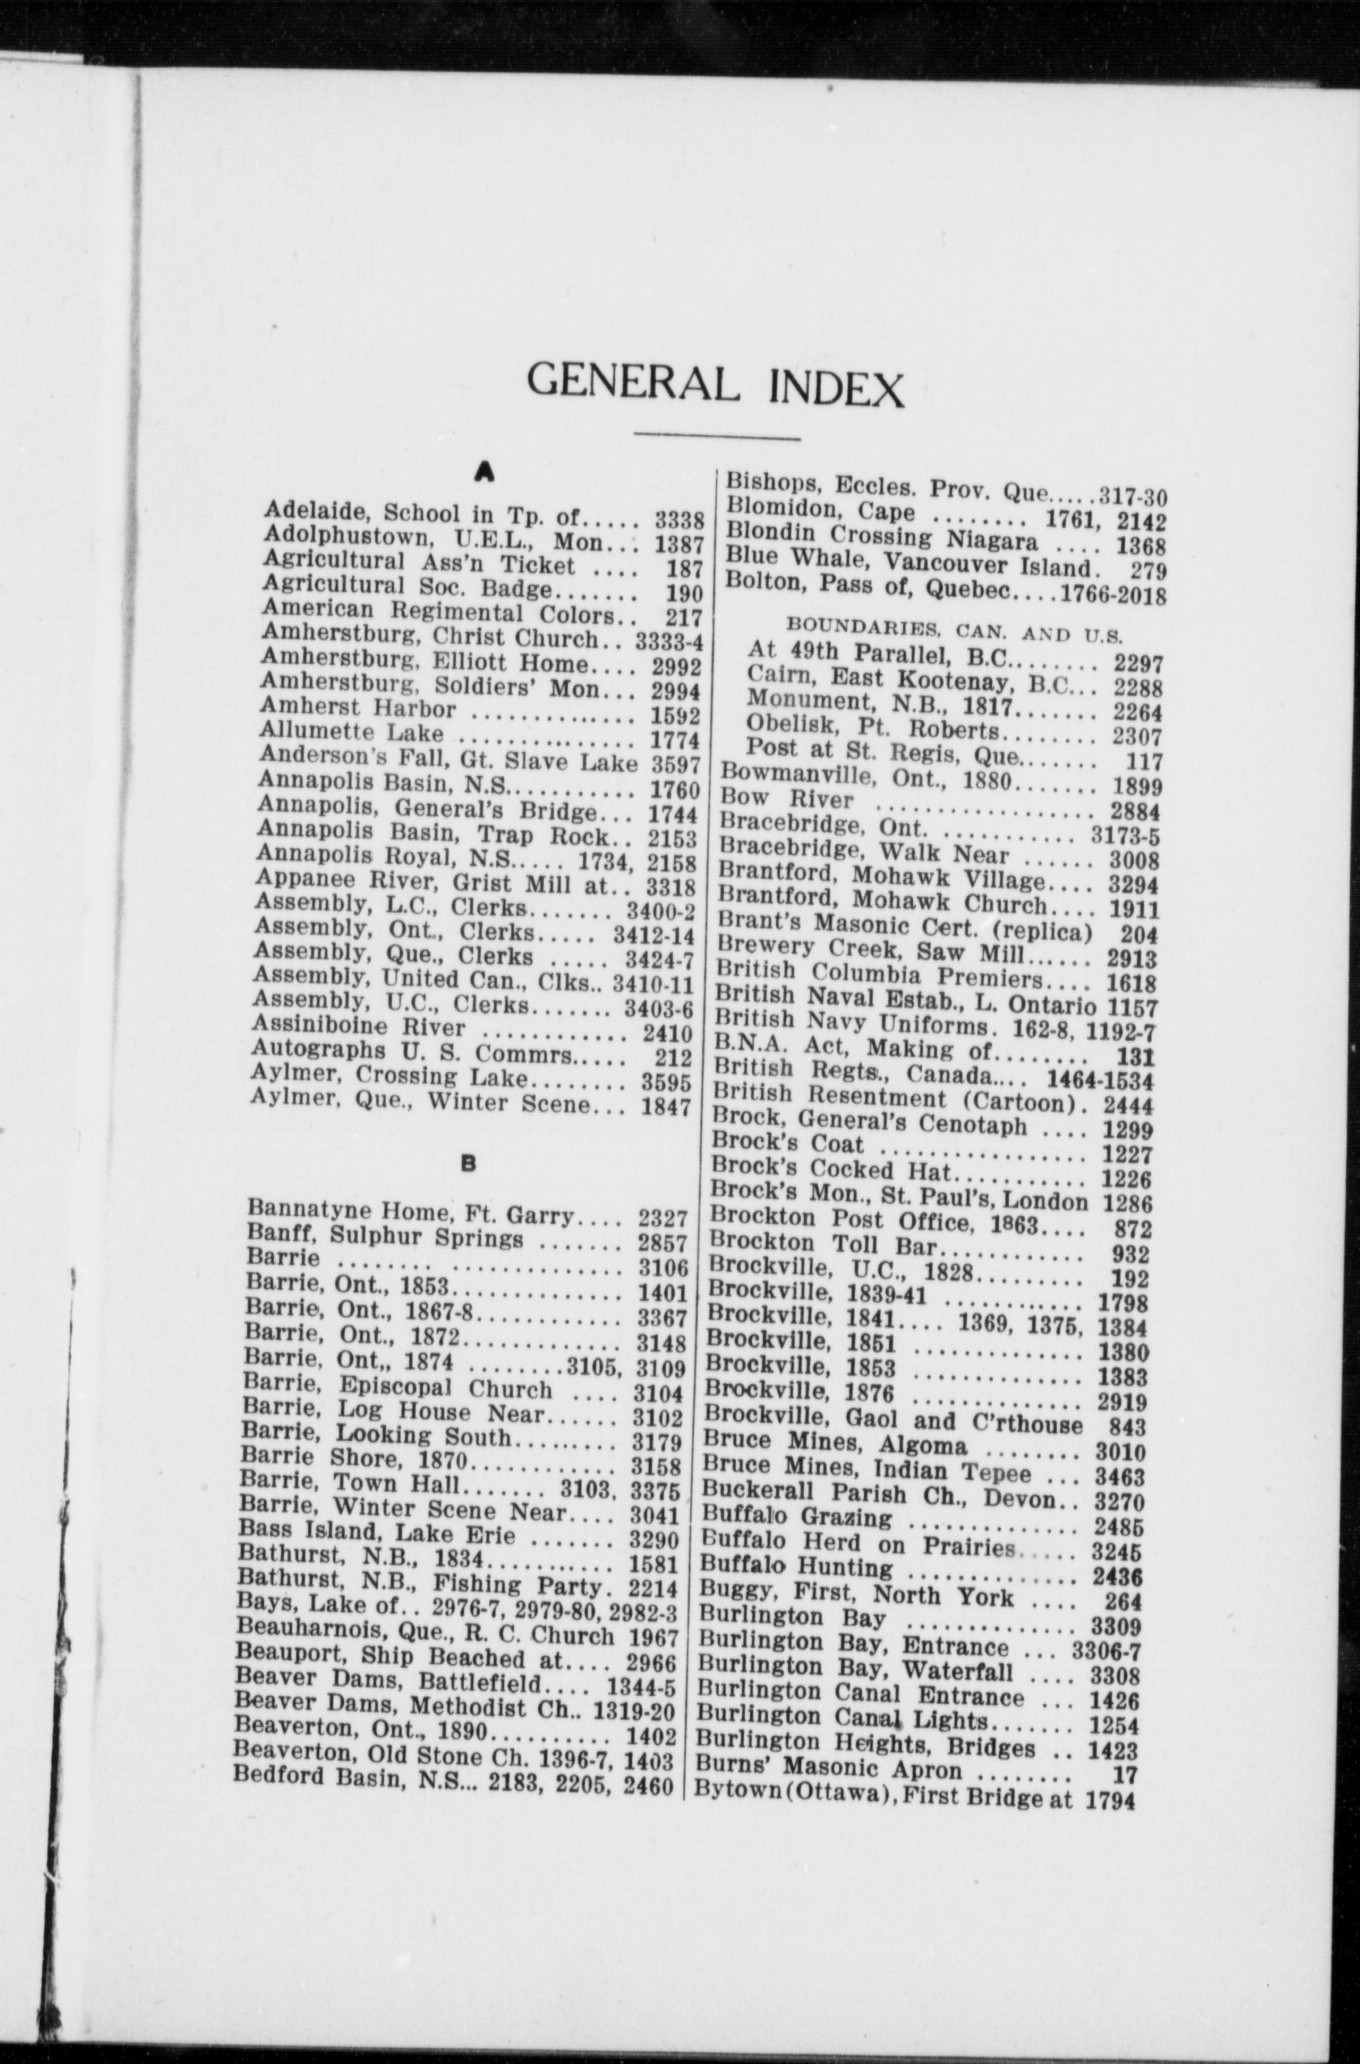 GENERAL INDEX
A
Adelaide, School in Tp. of..... 3338
Adolphustown, U.E.L., Mon... 1387
Agricultural Ass'n Ticket .... 187
Agricultural Soc. Badge....... 190
American Regimental Colors.. 217
Amherstburg, Christ Church.. 3333-4
Amherstburg, Elliott Home.... 2992
Amherstburg, Soldiers' Mon... 2994
Amherst Harbor .............. 1592
Allumette Lake ............... 1774
Anderson's Fall, Gt. Slave Lake 3597
Annapolis Basin, N.S........... 1760
Annapolis, General's Bridge... 1744
Annapolis Basin, Trap Rock.. 2153
Annapolis Royal, N.S..... 1734, 2158
Appanee River, Grist Mill at.. 3318
Assembly, L.C., Clerks....... 3400-2
Assembly, Ont., Clerks..... 3412-14
Assembly, Que., Clerks ..... 3424-7
Assembly, United Can., Clks.. 3410-11
Assembly, U.C., Clerks....... 3403-6
Assiniboine River ............ 2410
Autographs U. S. Commrs..... 212
Aylmer, Crossing Lake........ 3595
Aylmer, Que., Winter Scene... 1847
B
Bannatyne Home, Ft. Garry.... 2327
Banff, Sulphur Springs ....... 2857
Barrie ........ .............. 3106
Barrie, Ont., 1853.............. 1401
Barrie, Ont., 1867-8............ 3367
Barrie, Ont., 1872............. 3148
Barrie, Ont,, 1874 ........3105, 3109
Barrie, Episcopal Church .... 3104
Barrie, Log House Near...... 3102
Barrie, Looking South......... 3179
Barrie Shore, 1870............ 3158
Barrie, Town Hall....... 3103, 3375
Barrie, Winter Scene Near.... 3041
Bass Island, Lake Erie ....... 3290
Bathurst, N.B., 1834........... 1581
Bathurst, N.B., Fishing Party. 2214
Bays, Lake of.. 2976-7, 2979-80, 2982-3
Beauharnois, Que., R. C. Church 1967
Beauport, Ship Beached at.... 2966
Beaver Dams, Battlefield.... 1344-5
Beaver Dams, Methodist Ch.. 1319-20
Beaverton, Ont., 1890.......... 1402
Beaverton, Old Stone Ch. 1396-7, 1403
Bedford Basin, N.S... 2183, 2205, 2460
Bishops, Eccles. Prov. Que.....317-30
Blomidon, Cape ........ 1761, 2142
Blondin Crossing Niagara .... 1368
Blue Whale, Vancouver Island. 279
Bolton, Pass of, Quebec....1766-2018
BOUNDARIES, CAN. AND U.S.
At 49th Parallel, B.C........ 2297
Cairn, East Kootenay, B.C... 2288
Monument, N.B., 1817....... 2264
Obelisk, Pt. Roberts........ 2307
Post at St. Regis, Que....... 117
Bowmanville, Ont., 1880....... 1899
Bow River .................. 2884
Bracebridge, Ont. ........... 3173-5
Bracebridge, Walk Near ...... 3008
Brantford, Mohawk Village.... 3294
Brantford, Mohawk Church.... 1911
Brant's Masonic Cert. (replica) 204
Brewery Creek, Saw Mill...... 2913
British Columbia Premiers.... 1618
British Naval Estab., L. Ontario 1157
British Navy Uniforms. 162-8, 1192-7
B.N.A. Act, Making of........ 131
British Regts., Canada.... 1464-1534
British Resentment (Cartoon). 2444
Brock, General's Cenotaph .... 1299
Brock's Coat ................. 1227
Brock's Cocked Hat........... 1226
Brock's Mon., St. Paul's, London 1286
Brockton Post Office, 1863.... 872
Brockton Toll Bar............ 932
Brockville, U.C., 1828......... 192
Brockville, 1839-41 ............ 1798
Brockville, 1841.... 1369, 1375, 1384
Brockville, 1851 .............. 1380
Brockville, 1853 .............. 1383
Brockville, 1876 .............. 2919
Brockville, Gaol and C'rthouse 843
Bruce Mines, Algoma ........ 3010
Bruce Mines, Indian Tepee ... 3463
Buckerall Parish Ch., Devon.. 3270
Buffalo Grazing .............. 2485
Buffalo Herd on Prairies..... 3245
Buffalo Hunting .............. 2436
Buggy, First, North York .... 264
Burlington Bay .............. 3309
Burlington Bay, Entrance ... 3306-7
Burlington Bay, Waterfall .... 3308
Burlington Canal Entrance ... 1426
Burlington Canal Lights....... 1254
Burlington Heights, Bridges .. 1423
Burns' Masonic Apron ........ 17
Bytown(Ottawa), First Bridge at 1794